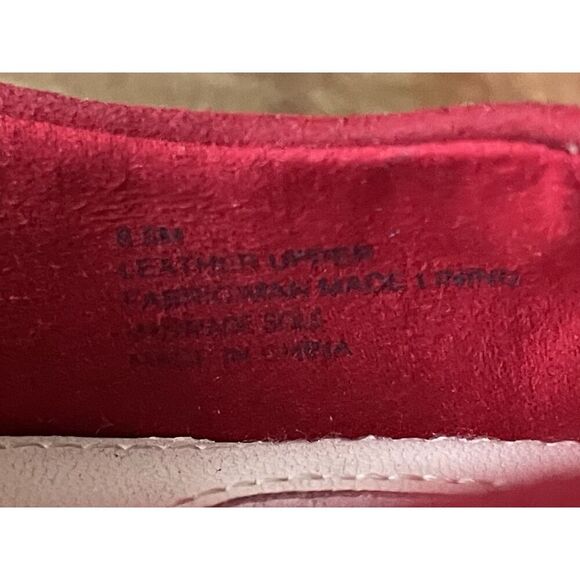 LEATHER UPPER
FABRIC/MAN MADE LINING
MANMADE SOLE
MADE IN CHINA